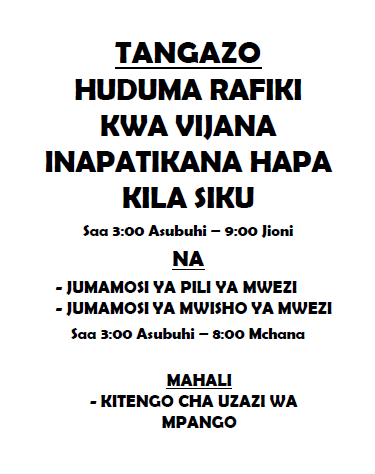 TANGAZO
HUDUMA RAFIKI
KWA VIJANA
INAPATIKANA HAPA
KILA SIKU
Saa 3:00 Asubuhi – 9:00 Jioni
NA
- JUMAMOSI YA PILI YA MWEZI
- JUMAMOSI YA MWISHO YA MWEZI
Saa 3:00 Asubuhi – 8:00 Mchana
MAHALI
- KITENGO CHA UZAZI WA
MPANGO